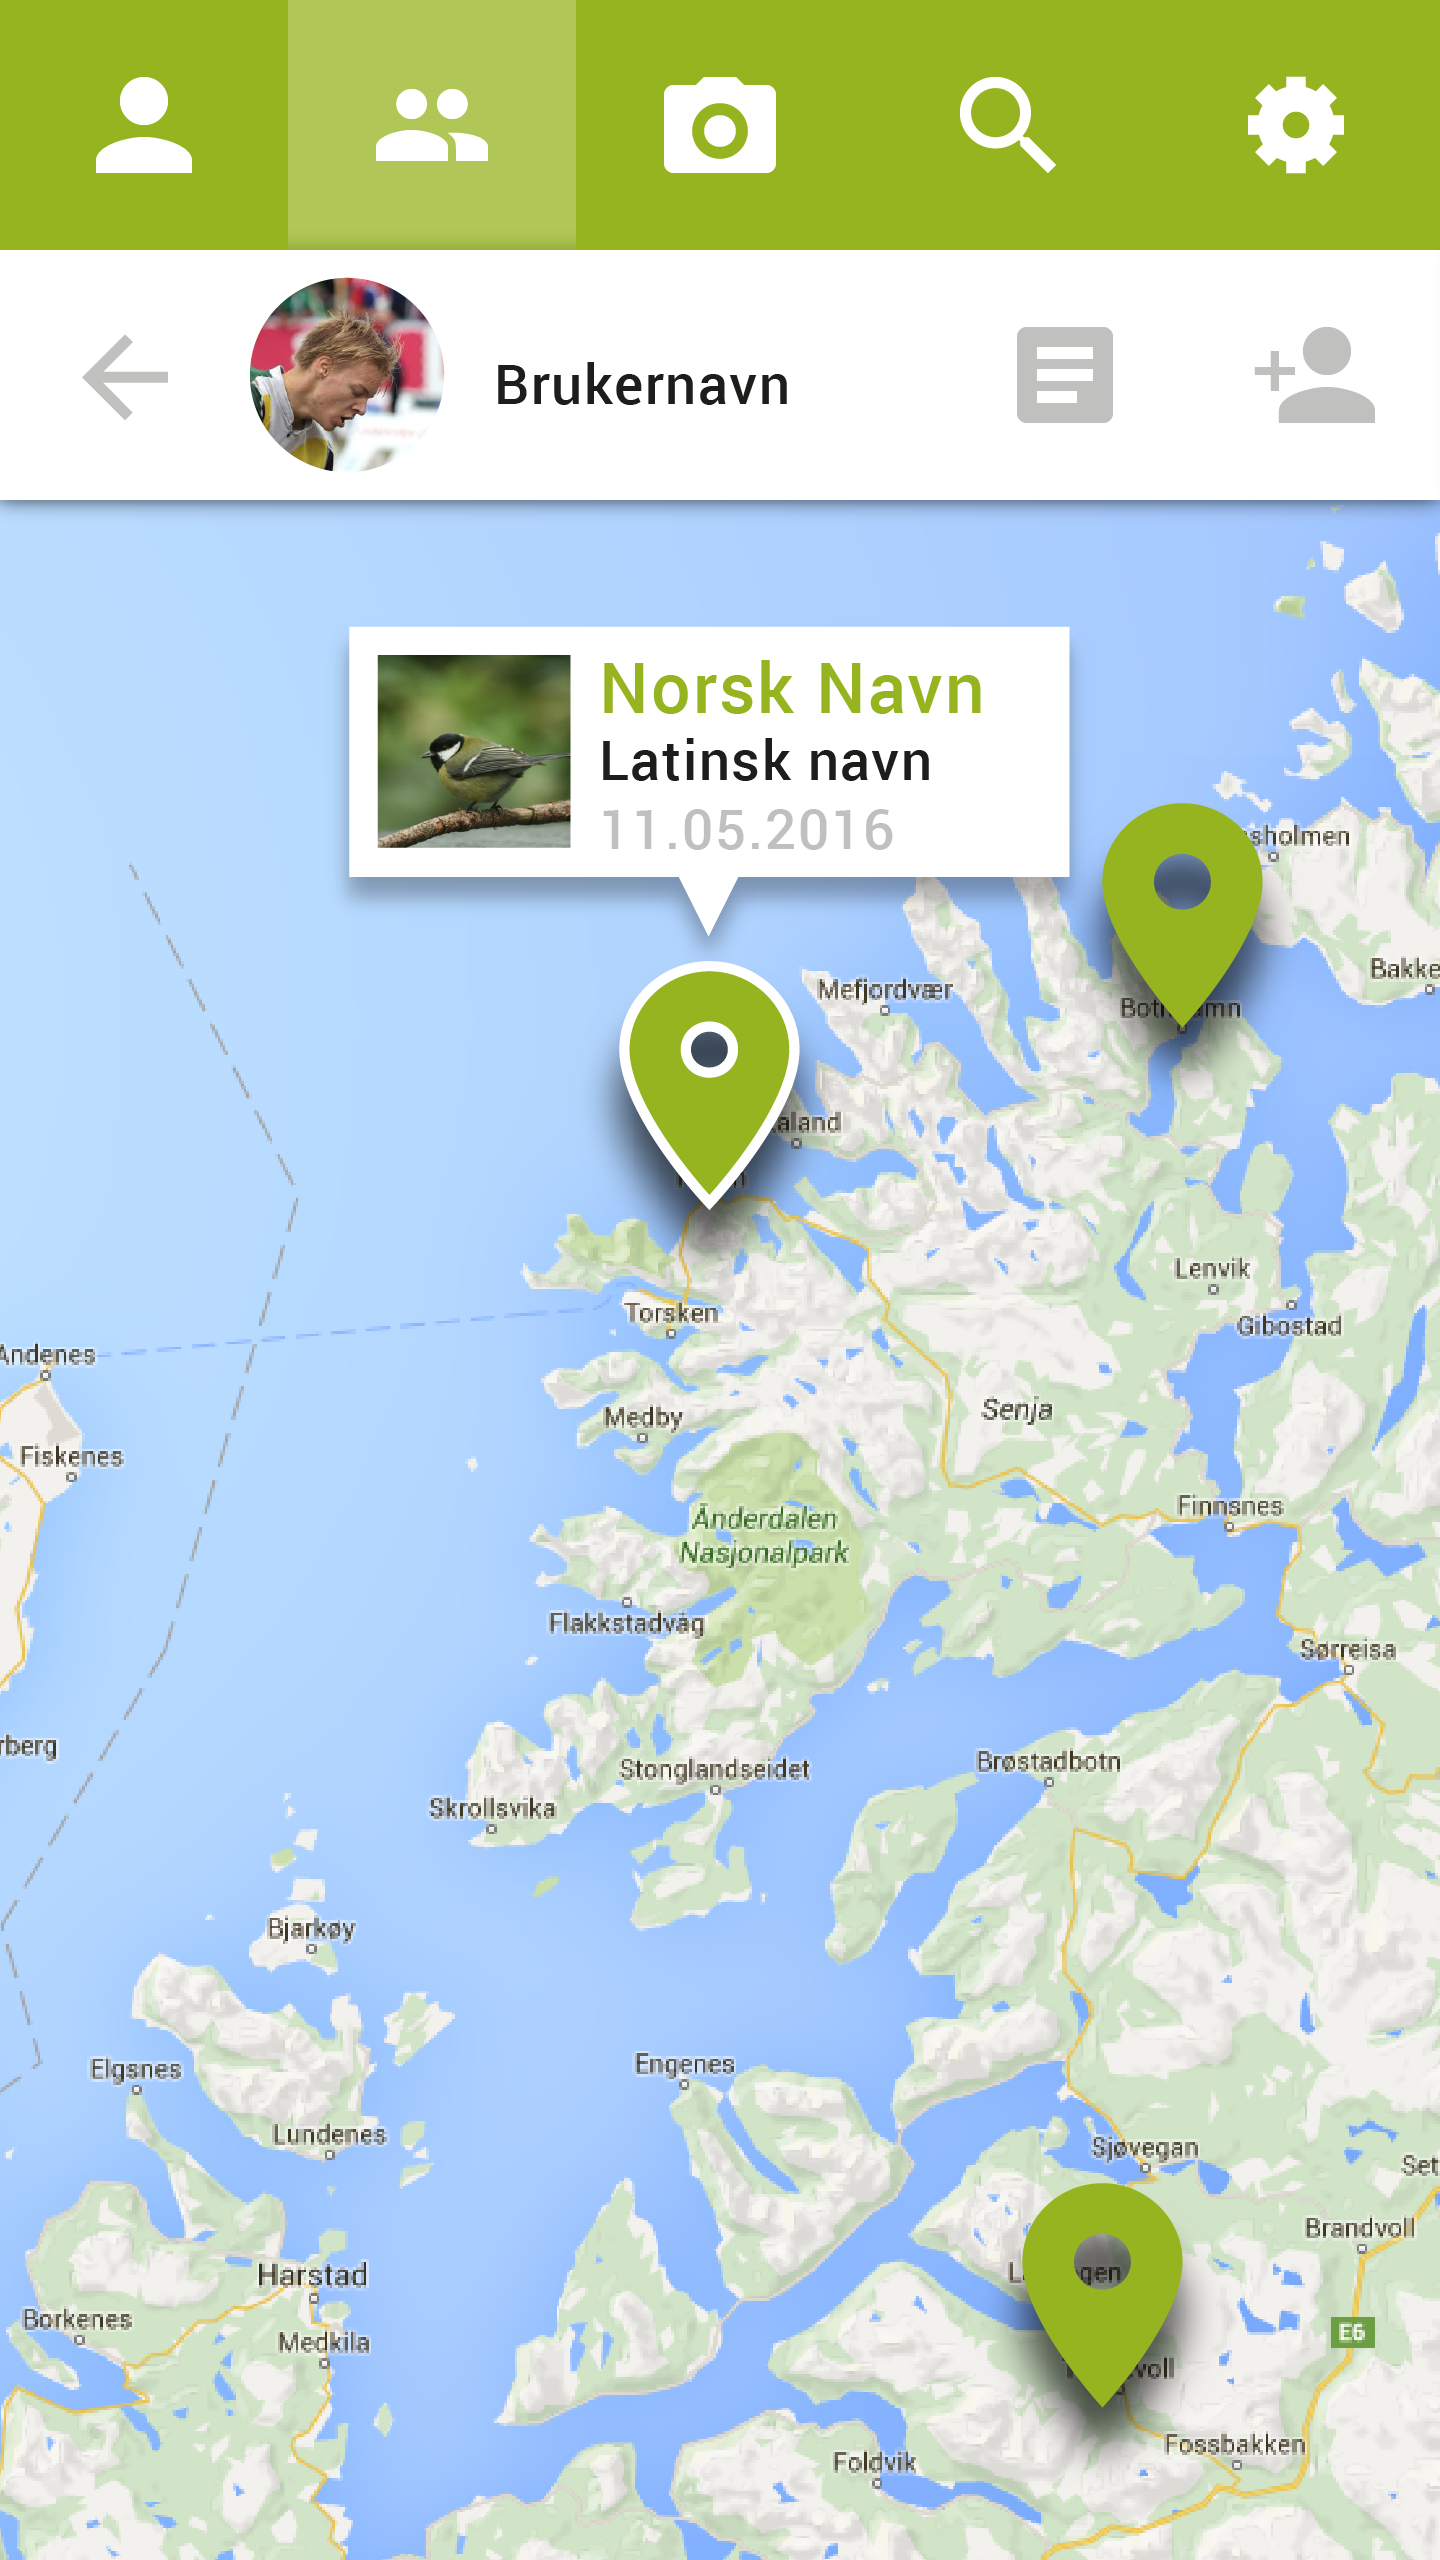 Brukernavn
Norsk Navn
Latinsk navn
11.05.2016
Bakke
Mefjordvær
Torsken
Lenvik
Gibostad
Andenes
Senja
Medby
Fiskenes
Finnsnes
Ånderdalen
Nasjonalpark
Flakkstadvåg
Sørreisa
Brøstadbotn
Stonglandseidet
Skrollsvika
Bjarkøy
Engenes
Elgsnes
Lundenes
Sjøvegan
Set
Brandvoll
Harstad
Borkenes
E6
Medkila
Fossbakken
Foldvik